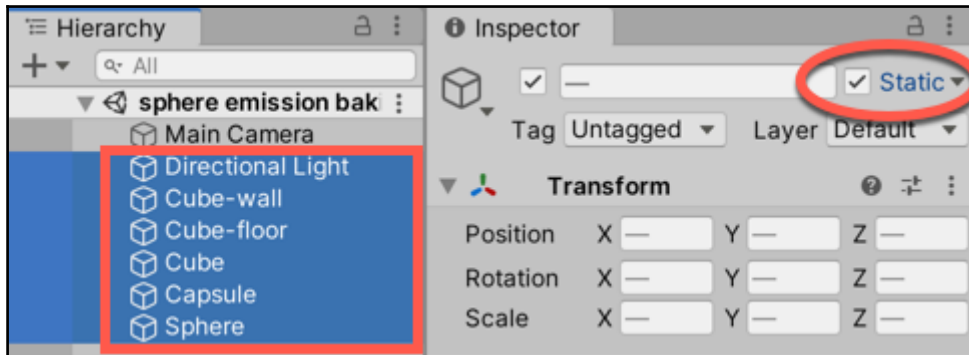 Hierarchy
All
sphere emission baki
Main Camera
Directional Light
Cube-wall
Cube-floor
Cube
Capsule
Sphere
Inspector
— Static
Tag Untagged Layer Default
Transform
Position X — Y — Z —
Rotation X — Y — Z —
Scale X — Y — Z —